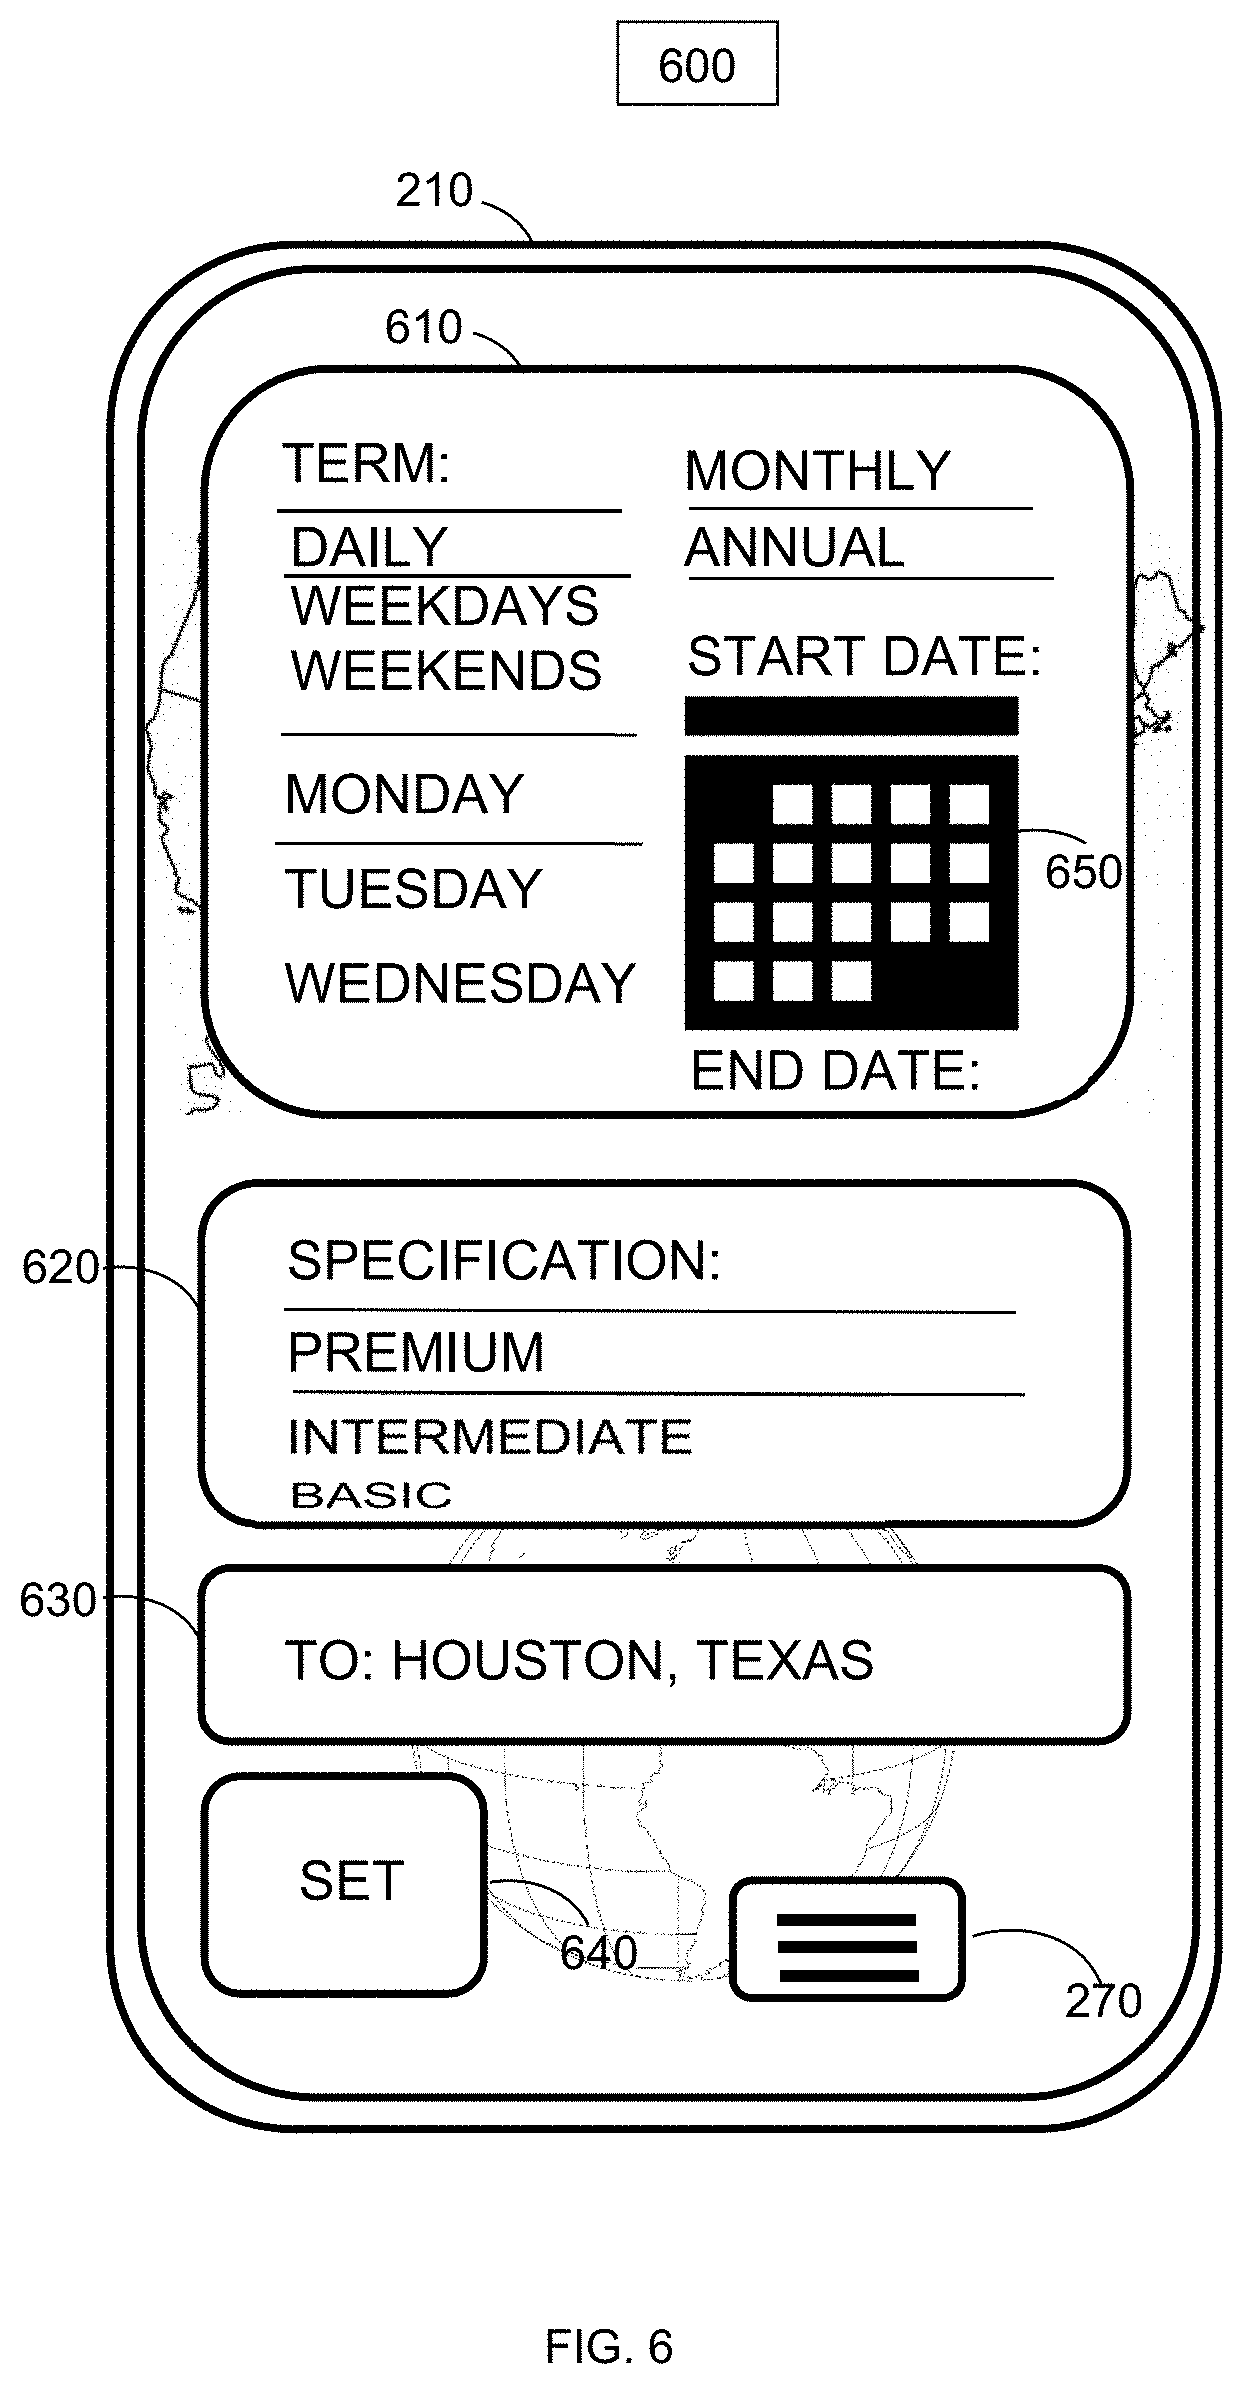 600
210
610
TERM:
DAILY
WEEKDAYS
WEEKENDS
MONDAY
TUESDAY
WEDNESDAY
MONTHLY
ANNUAL
START DATE:
650
END DATE:
620
SPECIFICATION:
PREMIUM
INTERMEDIATE
BASIC
630
TO: HOUSTON, TEXAS
SET
640
270
FIG. 6